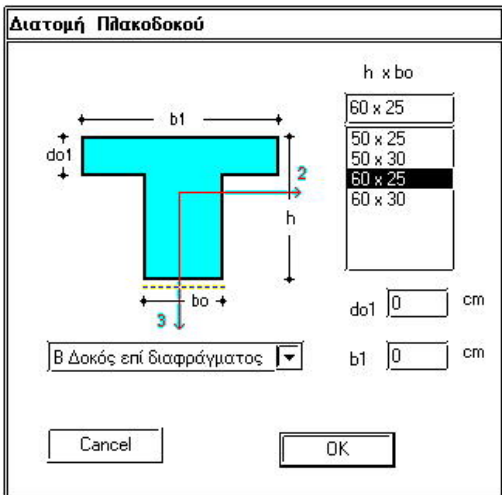 Διατομή Πλακοδοκού
h x bo
60 x 25
50 x 25
50 x 30
60 x 25
60 x 30
b1
do1
2
h
bo
3
do1 0 cm
Β Δοκός επί διαφράγματος
b1 0 cm
Cancel
OK